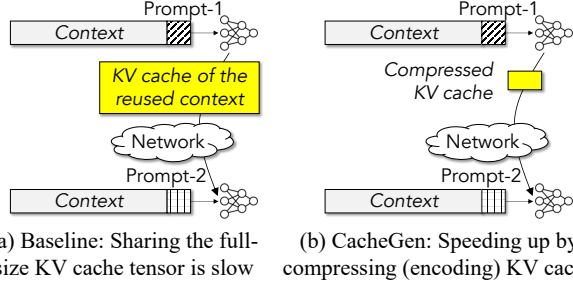 Prompt-1
Context
KV cache of the
reused context
Network
Prompt-2
Context
a) Baseline: Sharing the full-
size KV cache tensor is slow
Prompt-1
Context
Compressed
KV cache
Network
Prompt-2
Context
(b) CacheGen: Speeding up by
compressing (encoding) KV cac